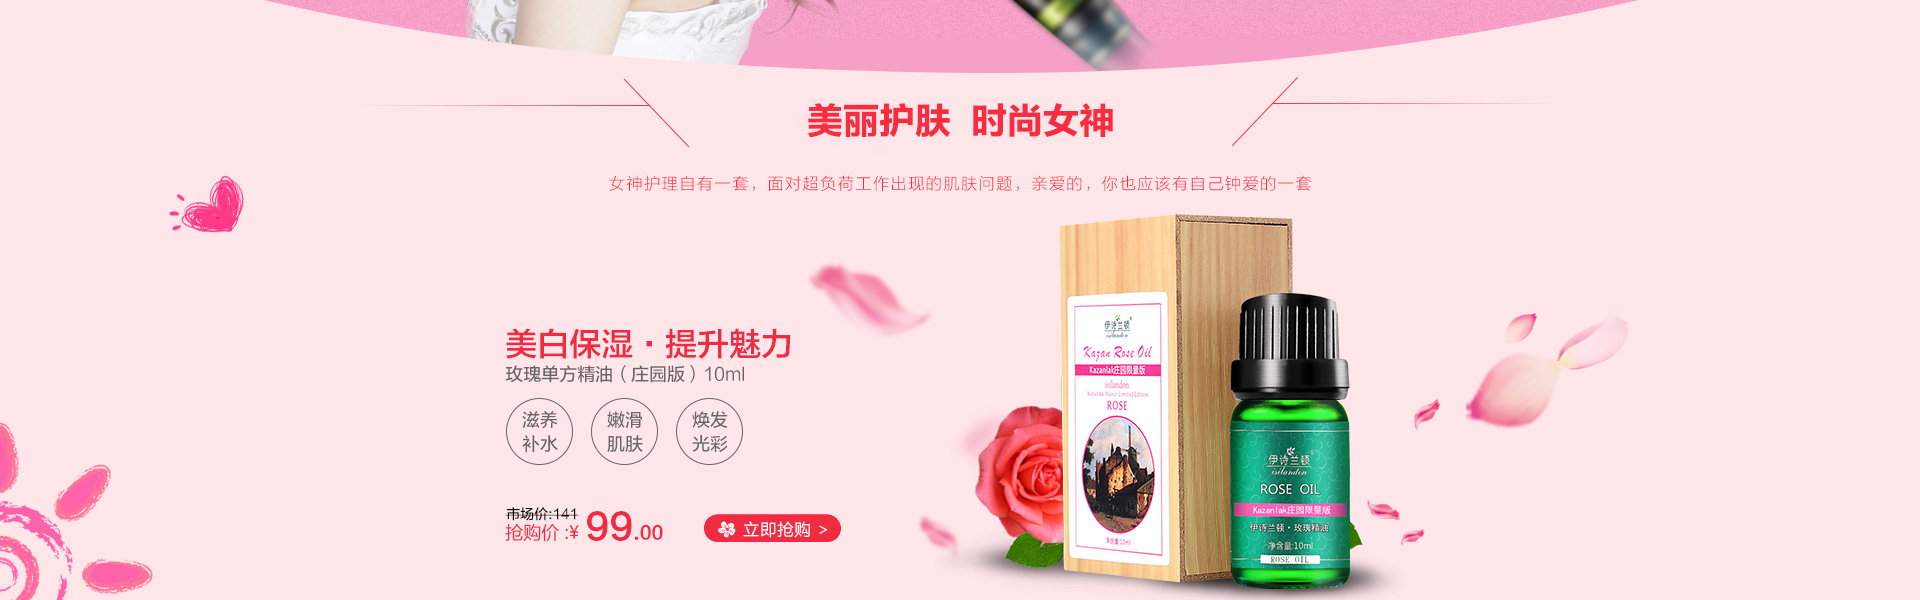 美丽护肤 时尚女神
女神护理自有一套，面对超负荷工作出现的肌肤问题，亲爱的，你也应该有自己钟爱的一套
美白保湿·提升魅力
玫瑰单方精油（庄园版）10ml
滋养
补水
嫩滑
肌肤
焕发
光彩
市场价:141
抢购价:¥ 99.00
立即抢购 >
伊诗兰顿
isilandon
Kazan Rose Oil
Kazanlak庄园限量版
isilandon
ROSE
净含量:10ml
伊诗兰顿
isilandon
ROSE OIL
Kazanlak庄园限量版
伊诗兰顿·玫瑰精油
净含量:10ml
ROSE OIL